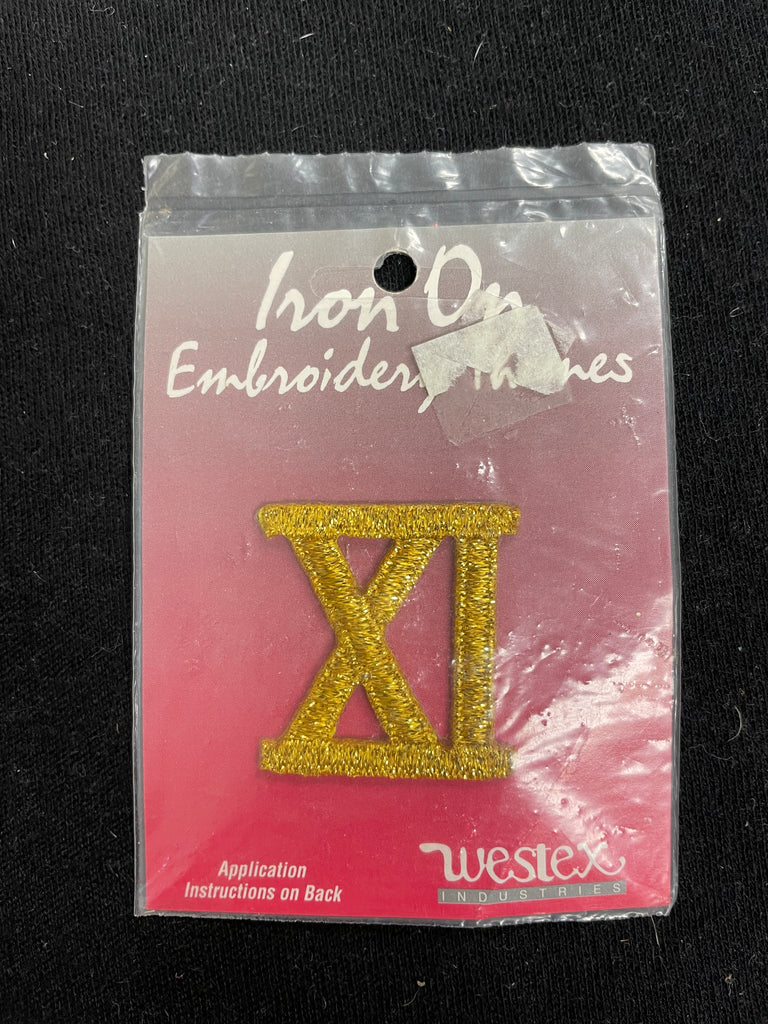 Iron On
Embroidery
XI
Application
Instructions on Back
westex
INDUSTRIES